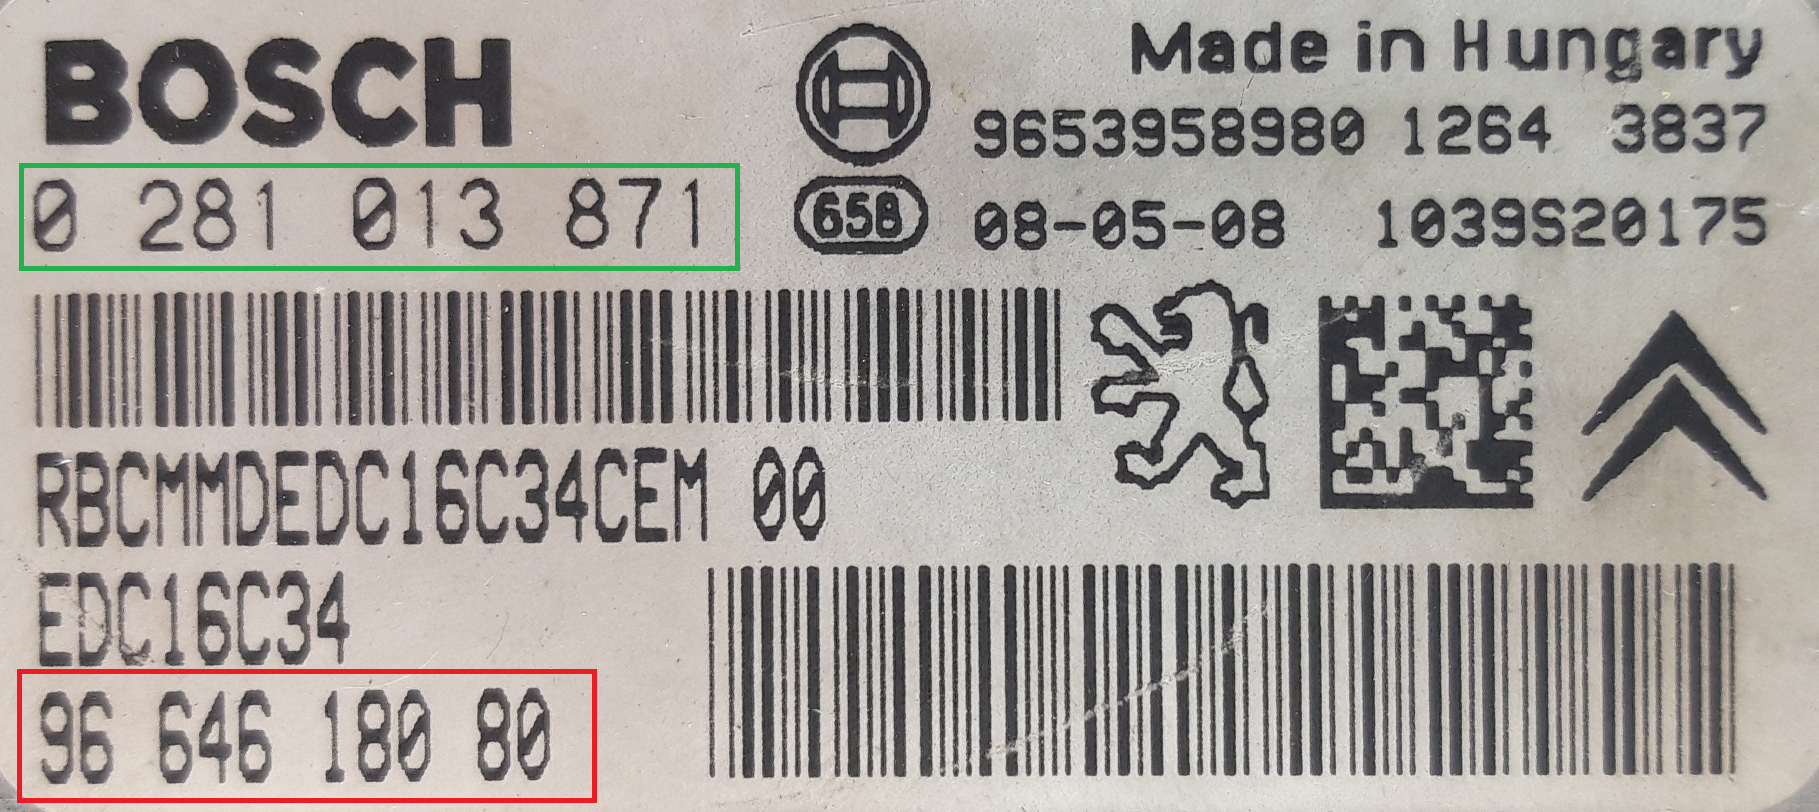 BOSCH
Made in Hungary
9653958980 1264 3837
0 281 013 871
658
08-05-08 1039S20175
RBCMMDEDC16C34CEM 00
EDC16C34
96 646 180 80